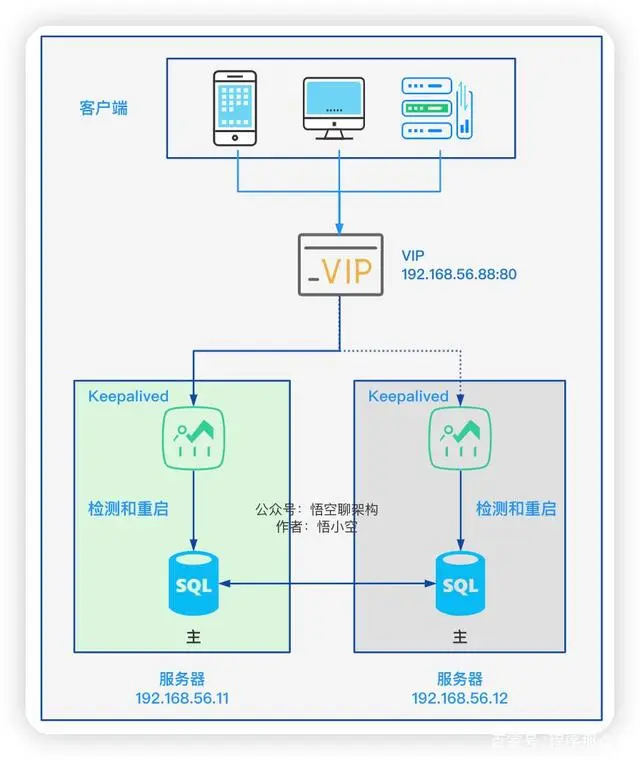 客户端
VIP
VIP
192.168.56.88:80
Keepalived
Keepalived
检测和重启
公众号：悟空聊架构
作者：悟小空
检测和重启
SQL
SQL
主
主
服务器
192.168.56.11
服务器
192.168.56.12